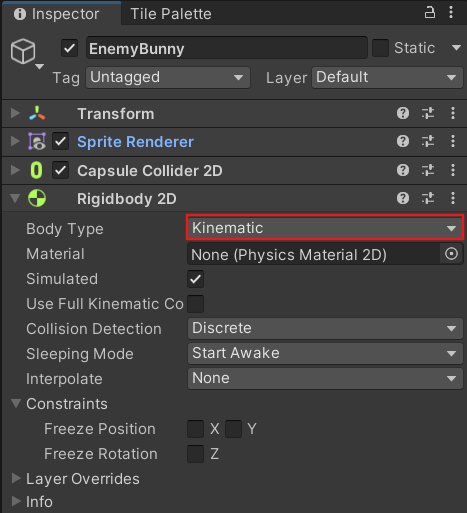 Inspector Tile Palette
EnemyBunny Static
Tag Untagged Layer Default
Transform
Sprite Renderer
Capsule Collider 2D
Rigidbody 2D
Body Type Kinematic
Material None (Physics Material 2D)
Simulated
Use Full Kinematic Co
Collision Detection Discrete
Sleeping Mode Start Awake
Interpolate None
Constraints
Freeze Position X Y
Freeze Rotation Z
Layer Overrides
Info